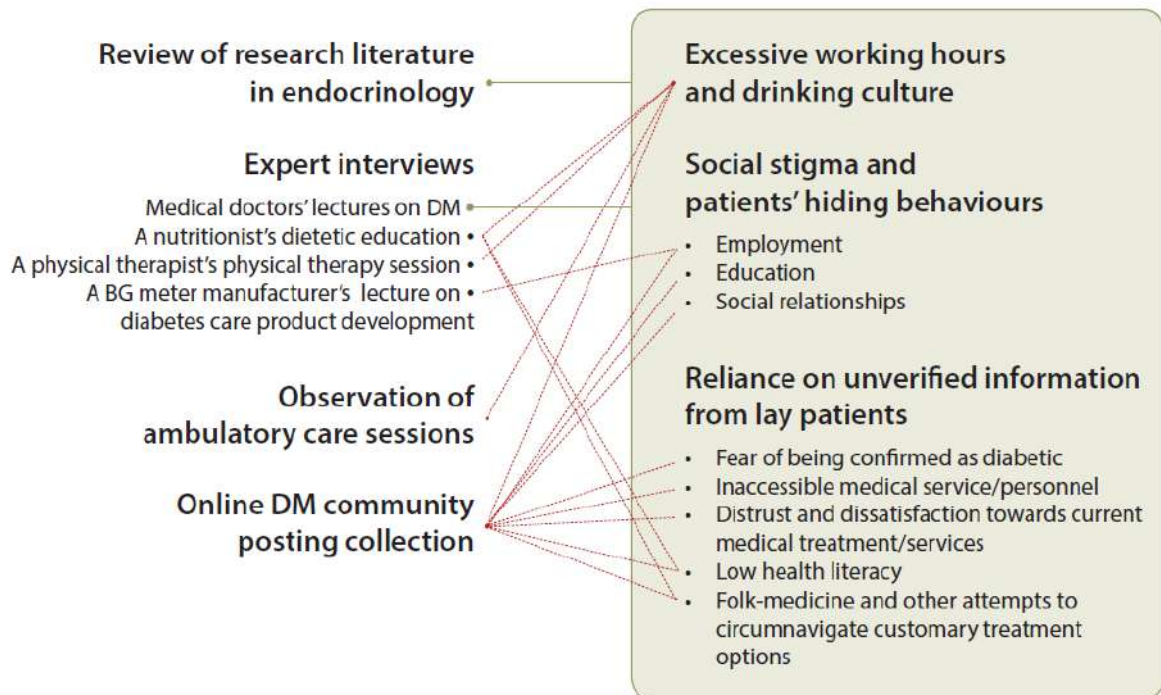 Review of research literature
in endocrinology
Expert interviews
Medical doctors’ lectures on DM
A nutritionist’s dietetic education •
A physical therapist’s physical therapy session •
A BG meter manufacturer’s lecture on •
diabetes care product development
Observation of
ambulatory care sessions
Online DM community
posting collection
Excessive working hours
and drinking culture
Social stigma and
patients’ hiding behaviours
• Employment
• Education
• Social relationships
Reliance on unverified information
from lay patients
• Fear of being confirmed as diabetic
• Inaccessible medical service/personnel
• Distrust and dissatisfaction towards current
medical treatment/services
• Low health literacy
• Folk-medicine and other attempts to
circumnavigate customary treatment
options